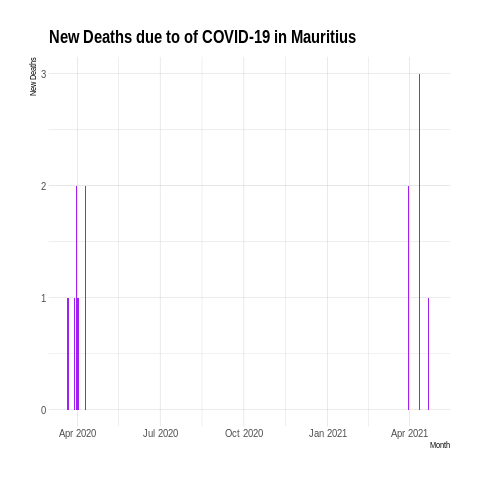 New Deaths due to of COVID-19 in Mauritius
New Deaths
3
2
1
0
Apr 2020 Jul 2020 Oct 2020 Jan 2021 Apr 2021
Month